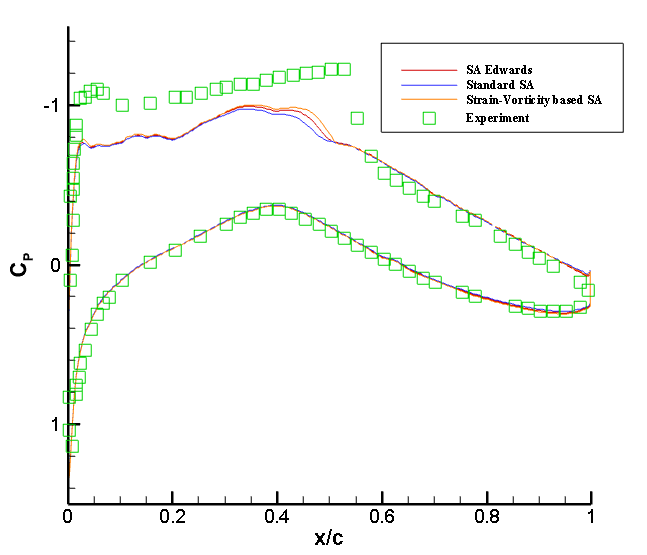 SA Edwards
Standard SA
Strain-Vorticity based SA
Experiment
-1
0
1
C_P
0
0.2
0.4
0.6
0.8
1
x/c